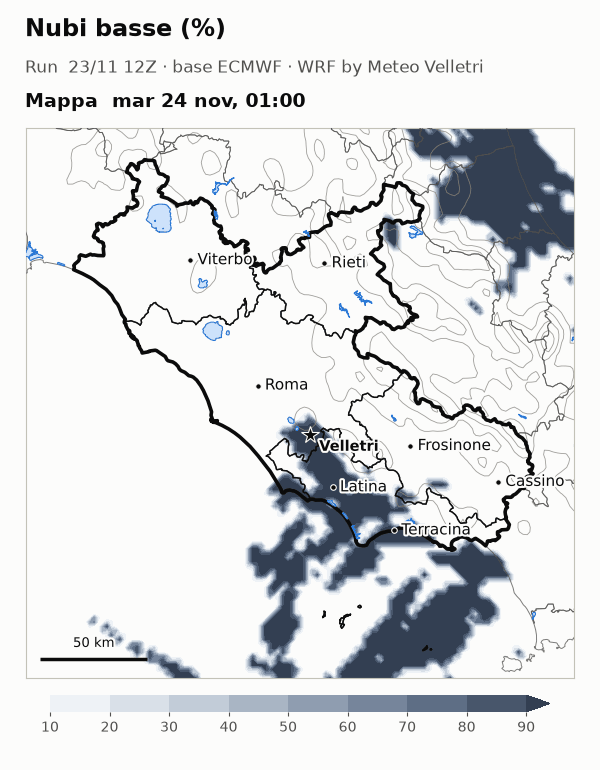 Nubi basse (%)
Run 23/11 12Z · base ECMWF · WRF by Meteo Velletri
Mappa mar 24 nov, 01:00
Viterbo
Rieti
Roma
Velletri
Frosinone
Latina
Cassino
Terracina
50 km
10 20 30 40 50 60 70 80 90